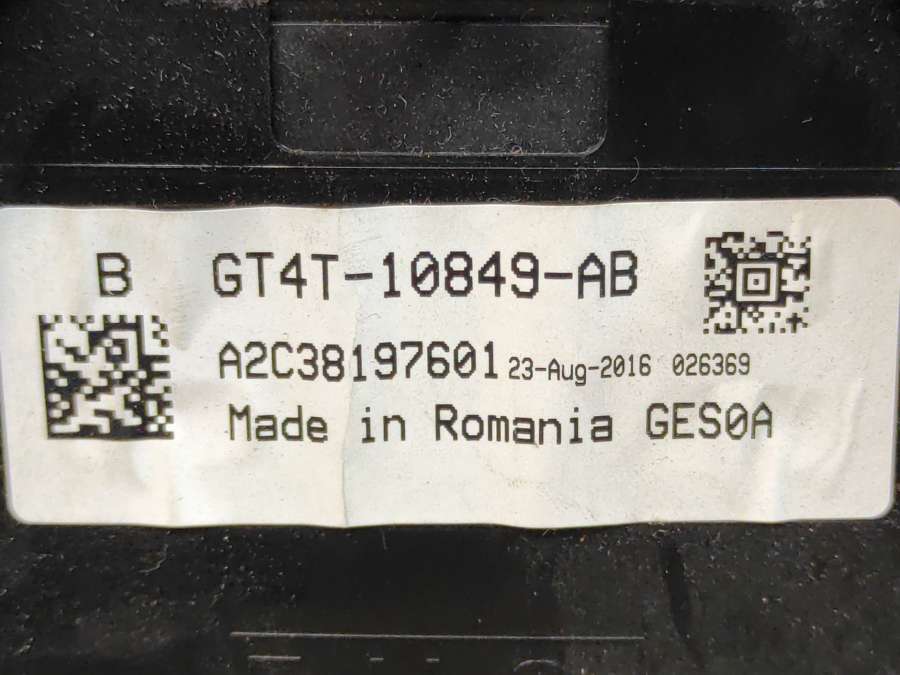 B GT4T-10849-AB
A2C38197601 23-Aug-2016 026369
Made in Romania GES0A